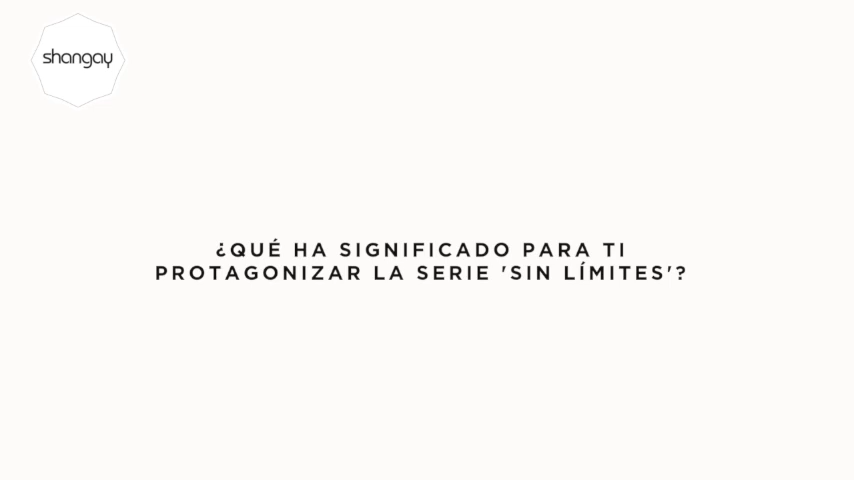 shangay
¿QUÉ HA SIGNIFICADO PARA TI
PROTAGONIZAR LA SERIE 'SIN LÍMITES'?